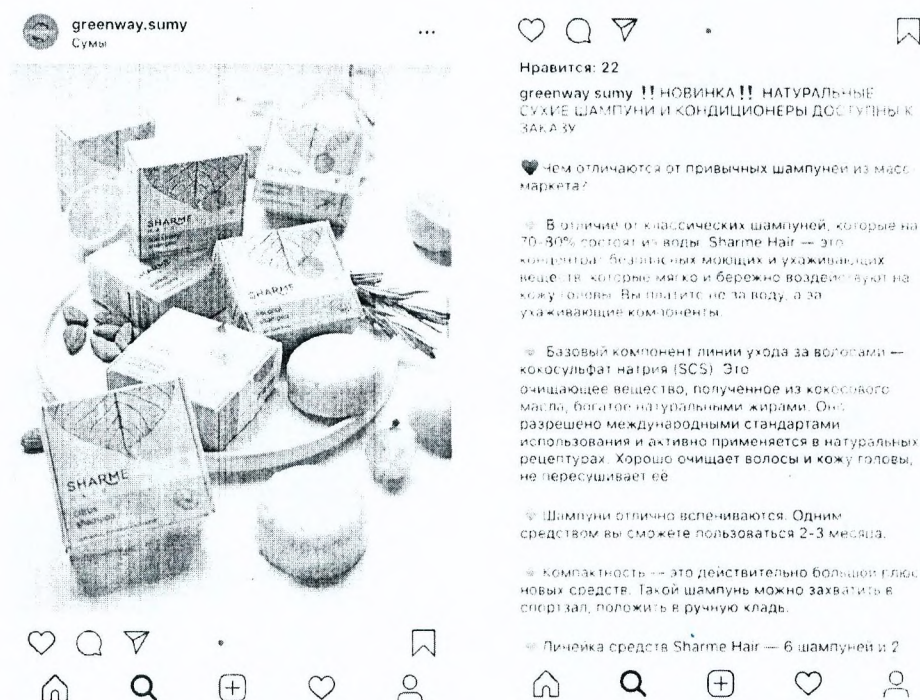 greenway.sumy
Сумы
SHARME
HAIR
SHARME
SHARME
SHARME
shampoo
Нравится: 22
greenway sumy ‼ НОВИНКА ‼ НАТУРАЛЬНЫЕ
СУХИЕ ШАМПУНИ И КОНДИЦИОНЕРЫ ДОСТУПНЫ К
ЗАКАЗУ
🖤 Чем отличаются от привычных шампуней из масс-
маркета?
В отличие от классических шампуней, которые на
70-80% состоят из воды, Sharme Hair — это
концентрат безопасных моющих и ухаживающих
веществ, которые мягко и бережно воздействуют на
кожу головы. Вы платите не за воду, а за
ухаживающие компоненты.
Базовый компонент линии ухода за волосами —
кокосульфат натрия (SCS). Это
очищающее вещество, полученное из кокосового
масла, богатое натуральными жирами. Оно
разрешено международными стандартами
использования и активно применяется в натуральных
рецептурах. Хорошо очищает волосы и кожу головы,
не пересушивает её
Шампуни отлично вспениваются. Одним
средством вы сможете пользоваться 2-3 месяца.
Компактность — это действительно большой плюс
новых средств. Такой шампунь можно захватить в
спортзал, положить в ручную кладь.
Линейка средств Sharme Hair — 6 шампуней и 2